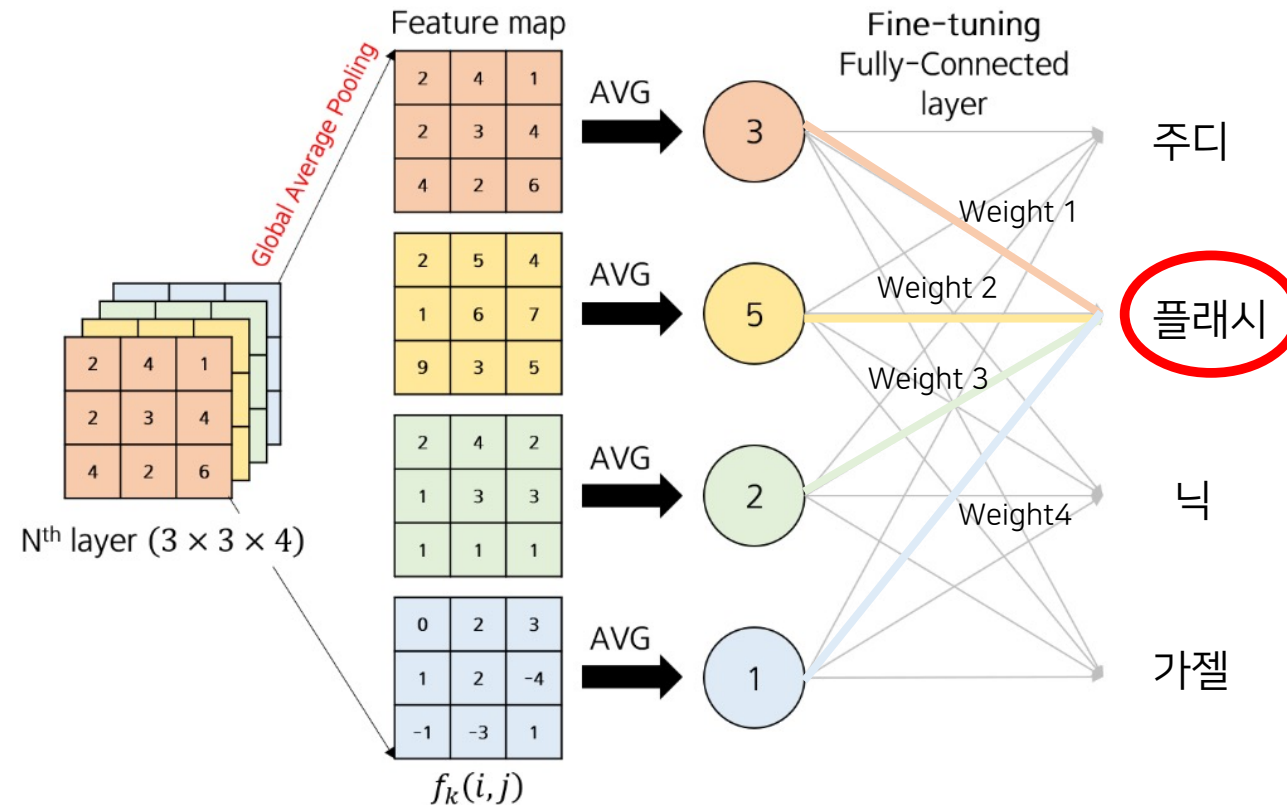 Feature map
Global Average Pooling
2 4 1
2 3 4
4 2 6
2 5 4
1 6 7
9 3 5
2 4 2
1 3 3
1 1 1
0 2 3
1 2 -4
-1 -3 1
f_k(i, j)
2 4 1
2 3 4
4 2 6
Nth layer (3 × 3 × 4)
AVG
AVG
AVG
AVG
3
5
2
1
Fine-tuning
Fully-Connected
layer
Weight 1
Weight 2
Weight 3
Weight4
주디
플래시
닉
가젤